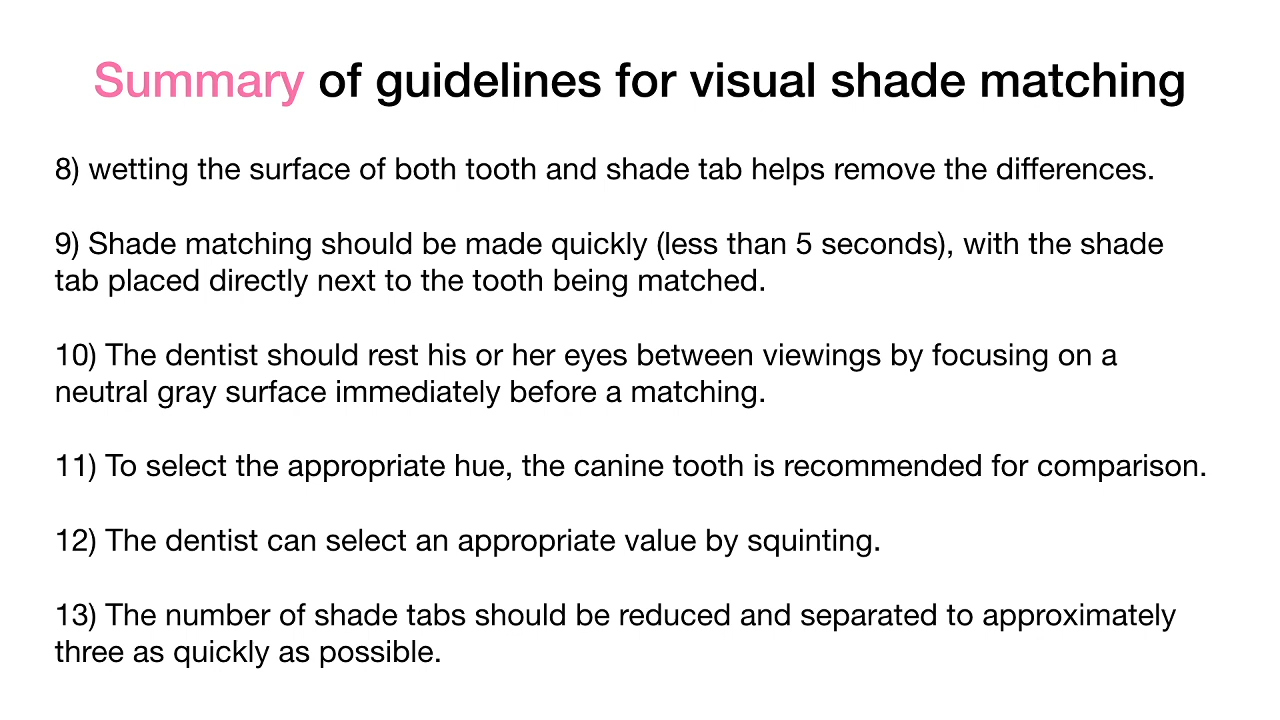 Summary of guidelines for visual shade matching
8) wetting the surface of both tooth and shade tab helps remove the differences.
9) Shade matching should be made quickly (less than 5 seconds), with the shade
tab placed directly next to the tooth being matched.
10) The dentist should rest his or her eyes between viewings by focusing on a
neutral gray surface immediately before a matching.
11) To select the appropriate hue, the canine tooth is recommended for comparison.
12) The dentist can select an appropriate value by squinting.
13) The number of shade tabs should be reduced and separated to approximately
three as quickly as possible.